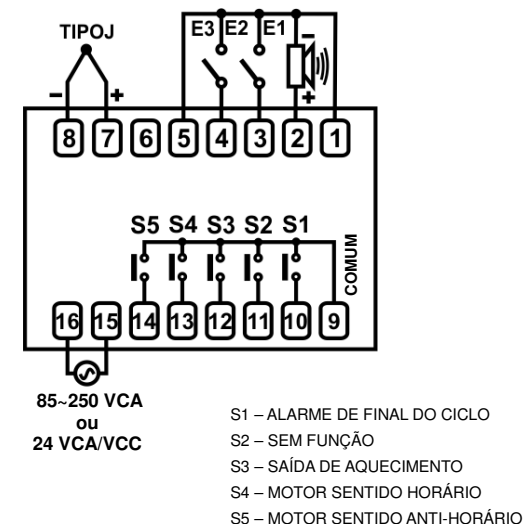 TIPOJ
E3 E2 E1
− + − +
8 7 6 5 4 3 2 1
S5 S4 S3 S2 S1
COMUM
16 15 14 13 12 11 10 9
85~250 VCA
ou
24 VCA/VCC
S1 – ALARME DE FINAL DO CICLO
S2 – SEM FUNÇÃO
S3 – SAÍDA DE AQUECIMENTO
S4 – MOTOR SENTIDO HORÁRIO
S5 – MOTOR SENTIDO ANTI-HORÁRIO